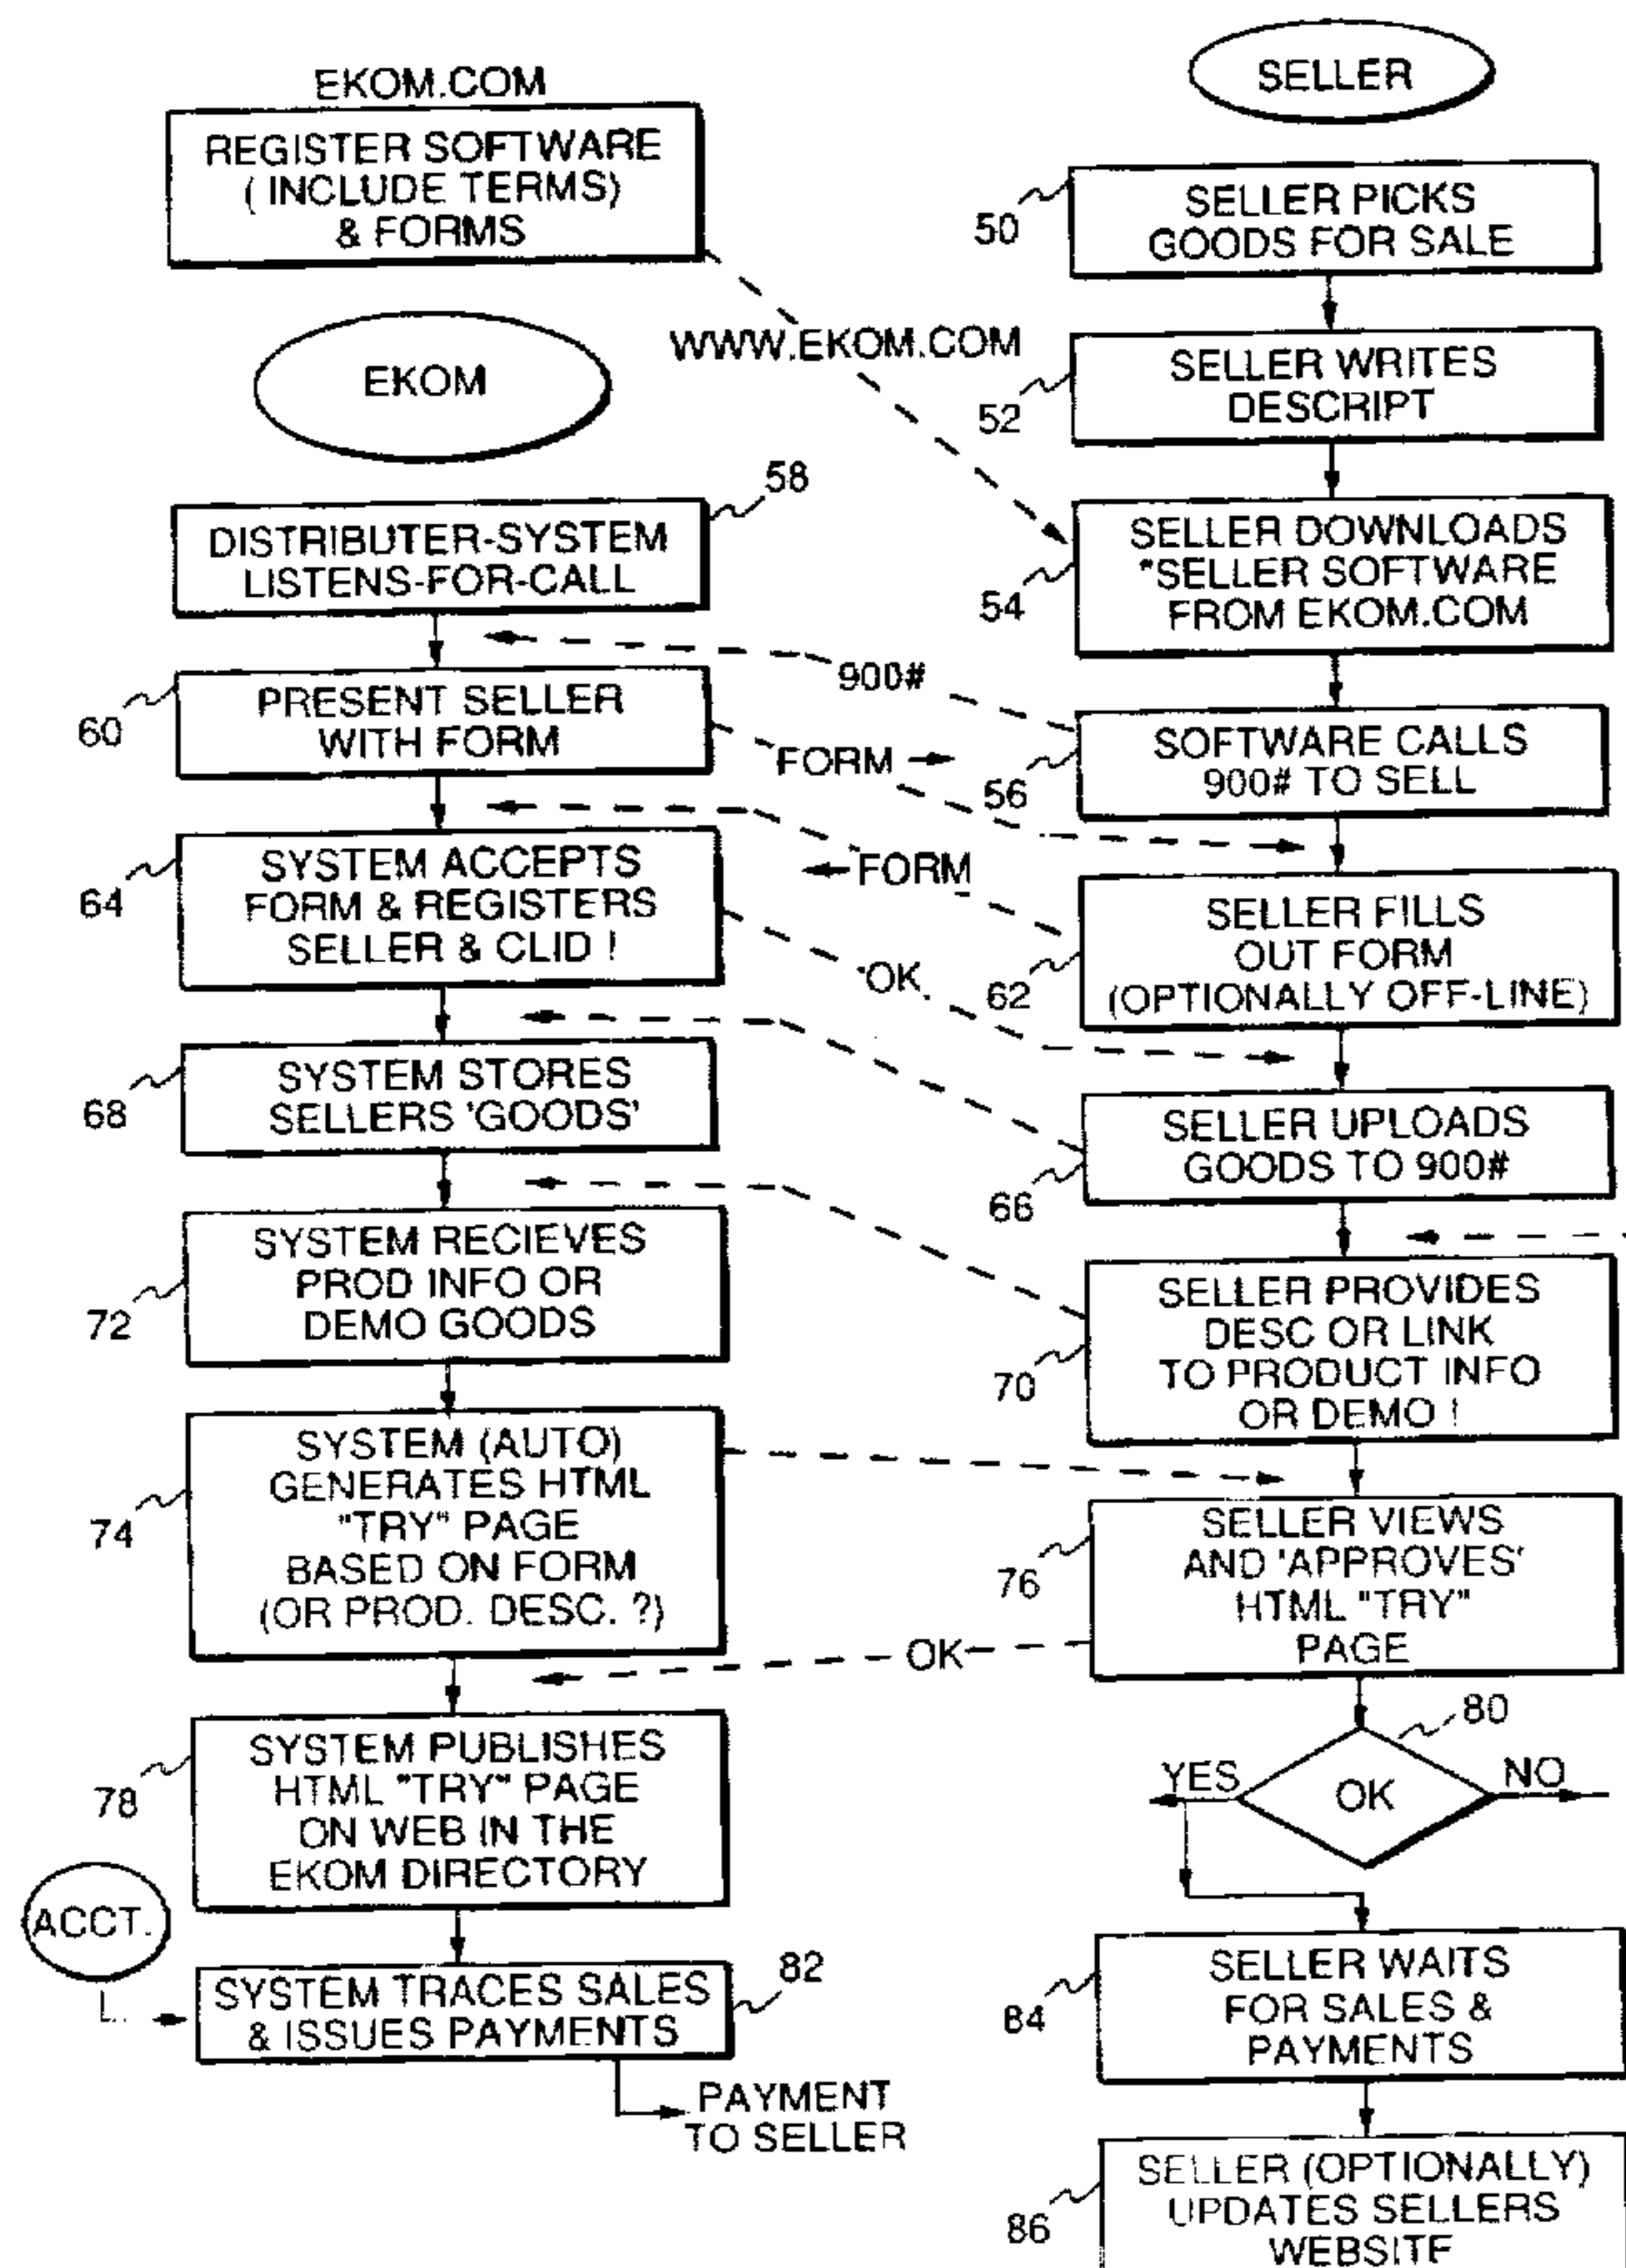 EKOM.COM
REGISTER SOFTWARE
( INCLUDE TERMS)
& FORMS
EKOM
58
DISTRIBUTER-SYSTEM
LISTENS-FOR-CALL
60
PRESENT SELLER
WITH FORM
64
SYSTEM ACCEPTS
FORM & REGISTERS
SELLER & CLID !
68
SYSTEM STORES
SELLERS 'GOODS'
72
SYSTEM RECIEVES
PROD INFO OR
DEMO GOODS
74
SYSTEM (AUTO)
GENERATES HTML
"TRY" PAGE
BASED ON FORM
(OR PROD. DESC. ?)
78
SYSTEM PUBLISHES
HTML "TRY" PAGE
ON WEB IN THE
EKOM DIRECTORY
ACCT.
82
SYSTEM TRACES SALES
& ISSUES PAYMENTS
PAYMENT
TO SELLER
WWW.EKOM.COM
900#
FORM
FORM
OK
OK
SELLER
50
SELLER PICKS
GOODS FOR SALE
52
SELLER WRITES
DESCRIPT
54
SELLER DOWNLOADS
"SELLER SOFTWARE
FROM EKOM.COM
56
SOFTWARE CALLS
900# TO SELL
62
SELLER FILLS
OUT FORM
(OPTIONALLY OFF-LINE)
66
SELLER UPLOADS
GOODS TO 900#
70
SELLER PROVIDES
DESC OR LINK
TO PRODUCT INFO
OR DEMO !
76
SELLER VIEWS
AND 'APPROVES'
HTML "TRY"
PAGE
80
YES
OK
NO
84
SELLER WAITS
FOR SALES &
PAYMENTS
86
SELLER (OPTIONALLY)
UPDATES SELLERS
WEBSITE